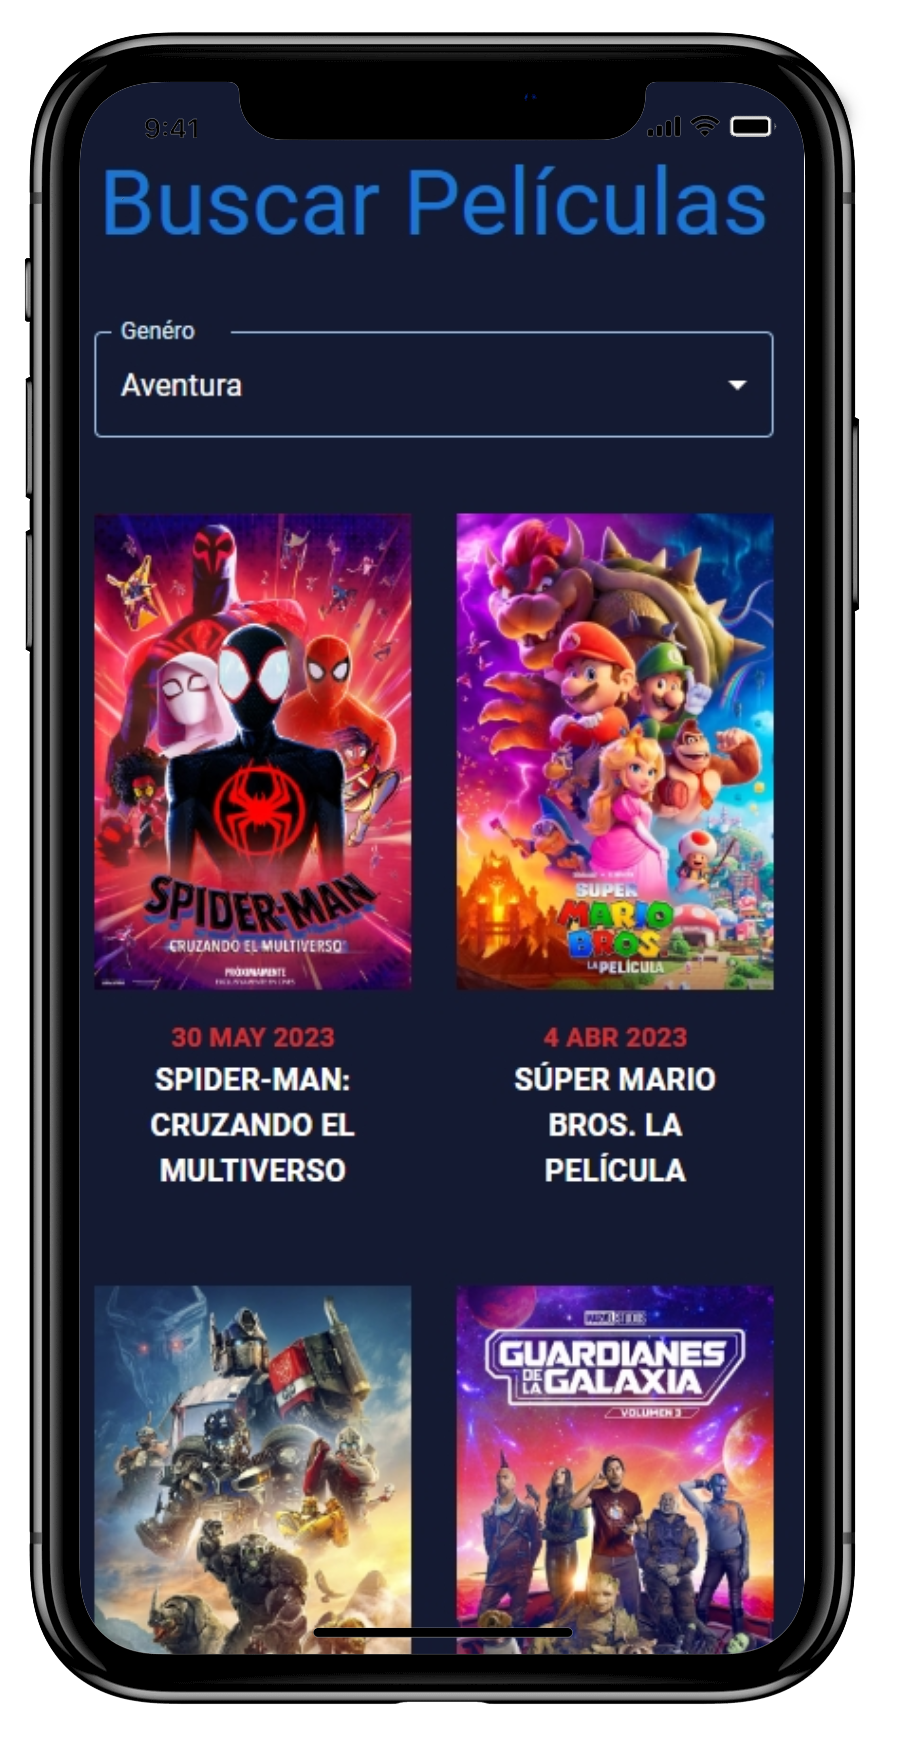 9:41
Buscar Películas
Genéro
Aventura
SPIDER-MAN
CRUZANDO EL MULTIVERSO
PRÓXIMAMENTE
SUPER
MARIO
BROS.
LA PELÍCULA
30 MAY 2023
SPIDER-MAN:
CRUZANDO EL
MULTIVERSO
4 ABR 2023
SÚPER MARIO
BROS. LA
PELÍCULA
MARVEL STUDIOS
GUARDIANES
DE LA GALAXIA
VOLUMEN 3